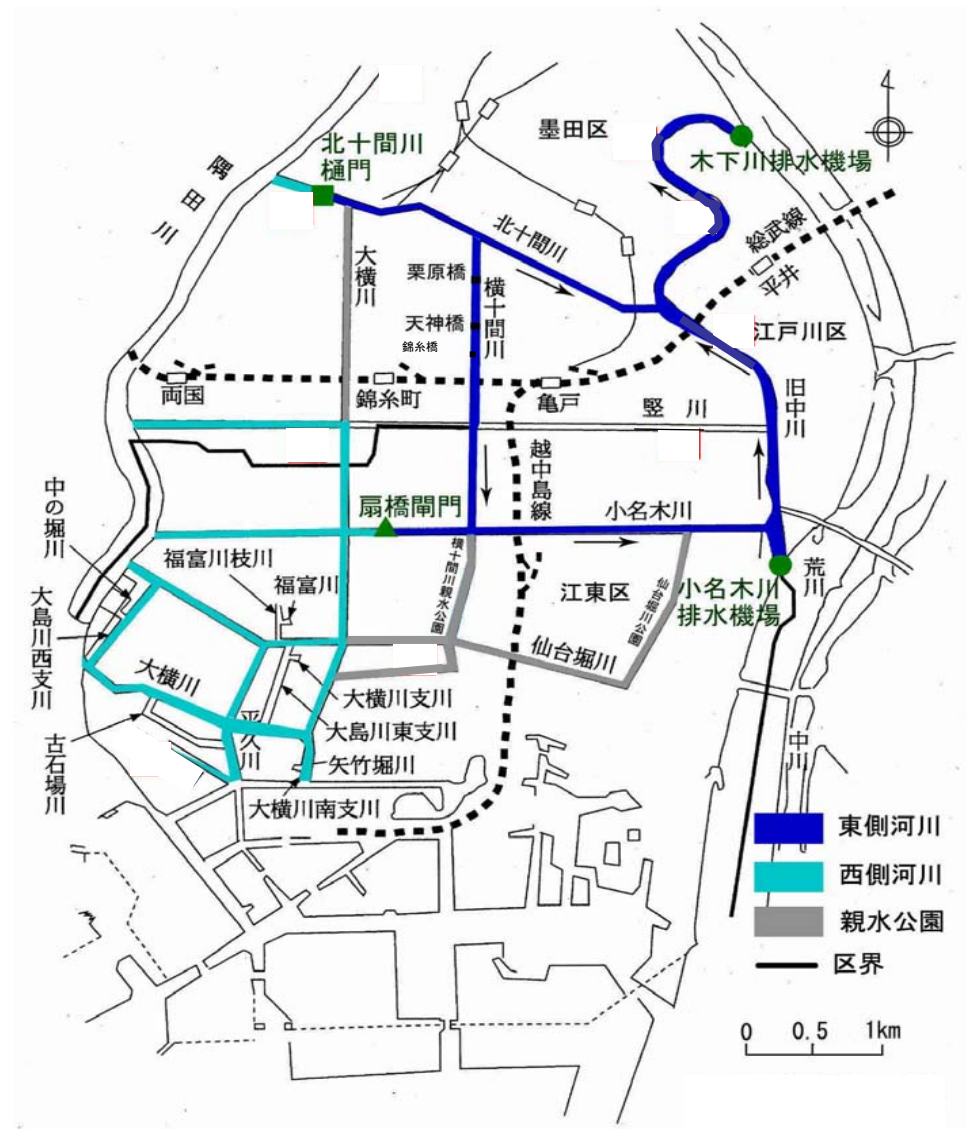 北十間川
樋門
墨田区
木下川排水機場
隅田川
北十間川
総武線
平井
大横川
栗原橋
横十間川
天神橋
錦糸橋
江戸川区
両国
錦糸町
亀戸
竪川
旧中川
越中島線
中の堀川
扇橋閘門
小名木川
福富川枝川
福富川
横十間川親水公園
江東区
仙台堀川公園
小名木川
排水機場
荒川
大島川西支川
大横川
仙台堀川
大横川支川
平久川
大島川東支川
古石場川
矢竹堀川
中川
大横川南支川
東側河川
西側河川
親水公園
区界
0 0.5 1km